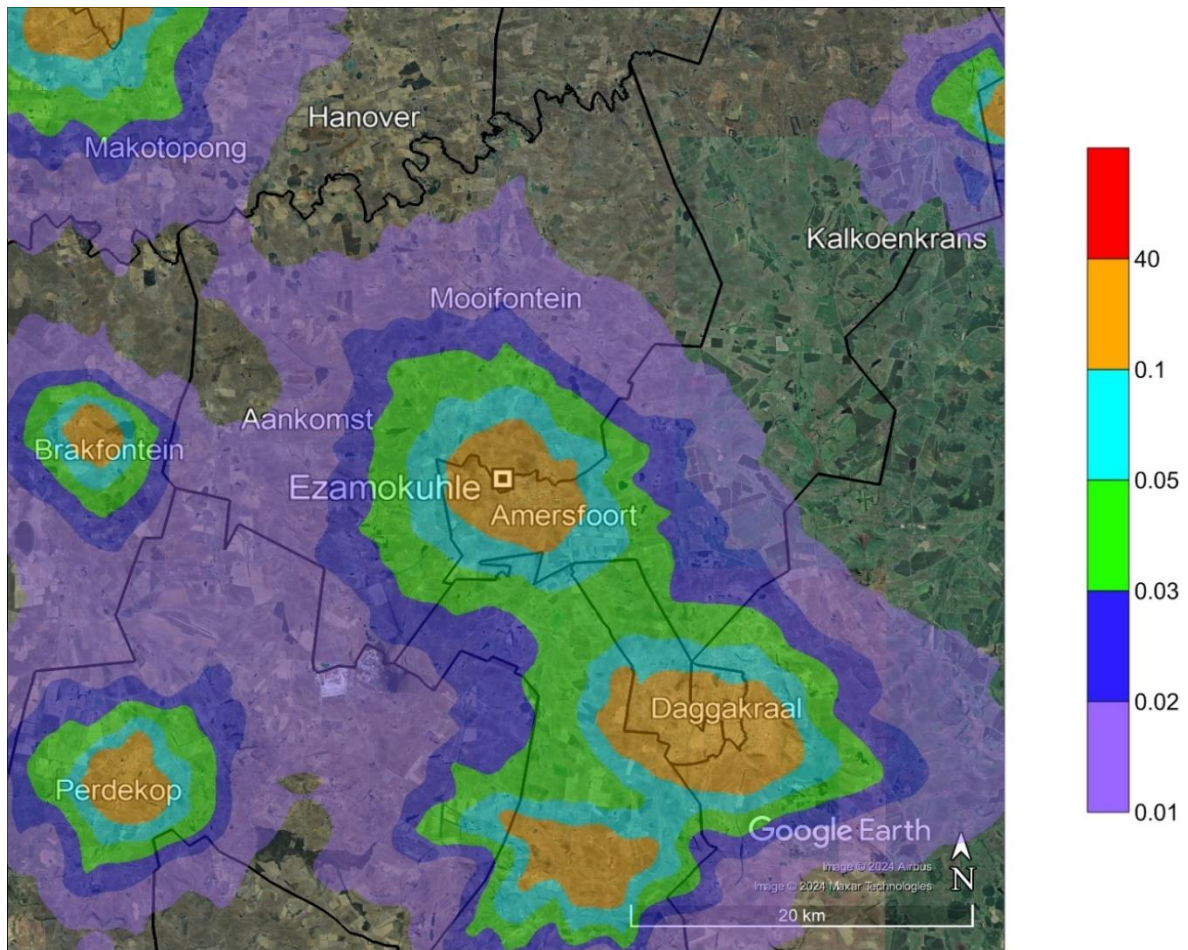 Hanover
Makotopong
Kalkoenkrans
40
Mooifontein
0.1
Aankomst
Brakfontein
0.05
Ezamokuhle
Amersfoort
0.03
Daggakraal
0.02
Perdekop
0.01
Google Earth
Image © 2024 Airbus
Image © 2024 Maxar Technologies
N
20 km